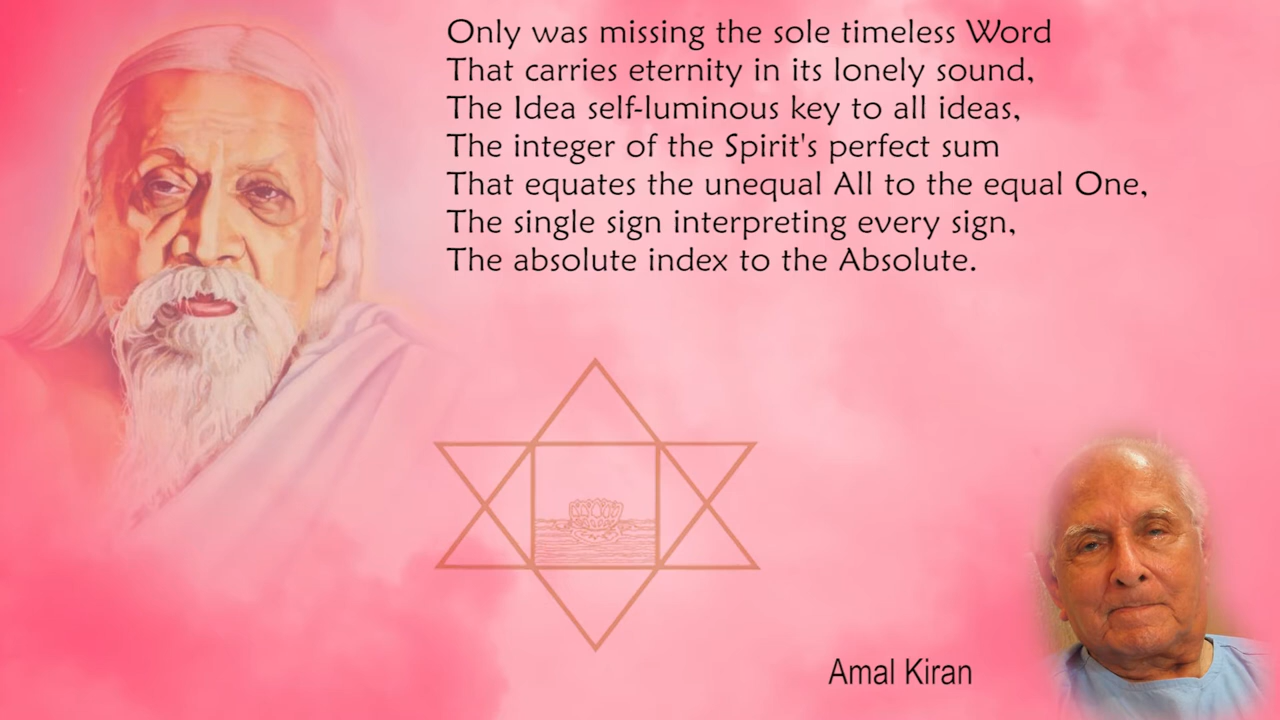 Only was missing the sole timeless Word
That carries eternity in its lonely sound,
The Idea self-luminous key to all ideas,
The integer of the Spirit's perfect sum
That equates the unequal All to the equal One,
The single sign interpreting every sign,
The absolute index to the Absolute.
Amal Kiran